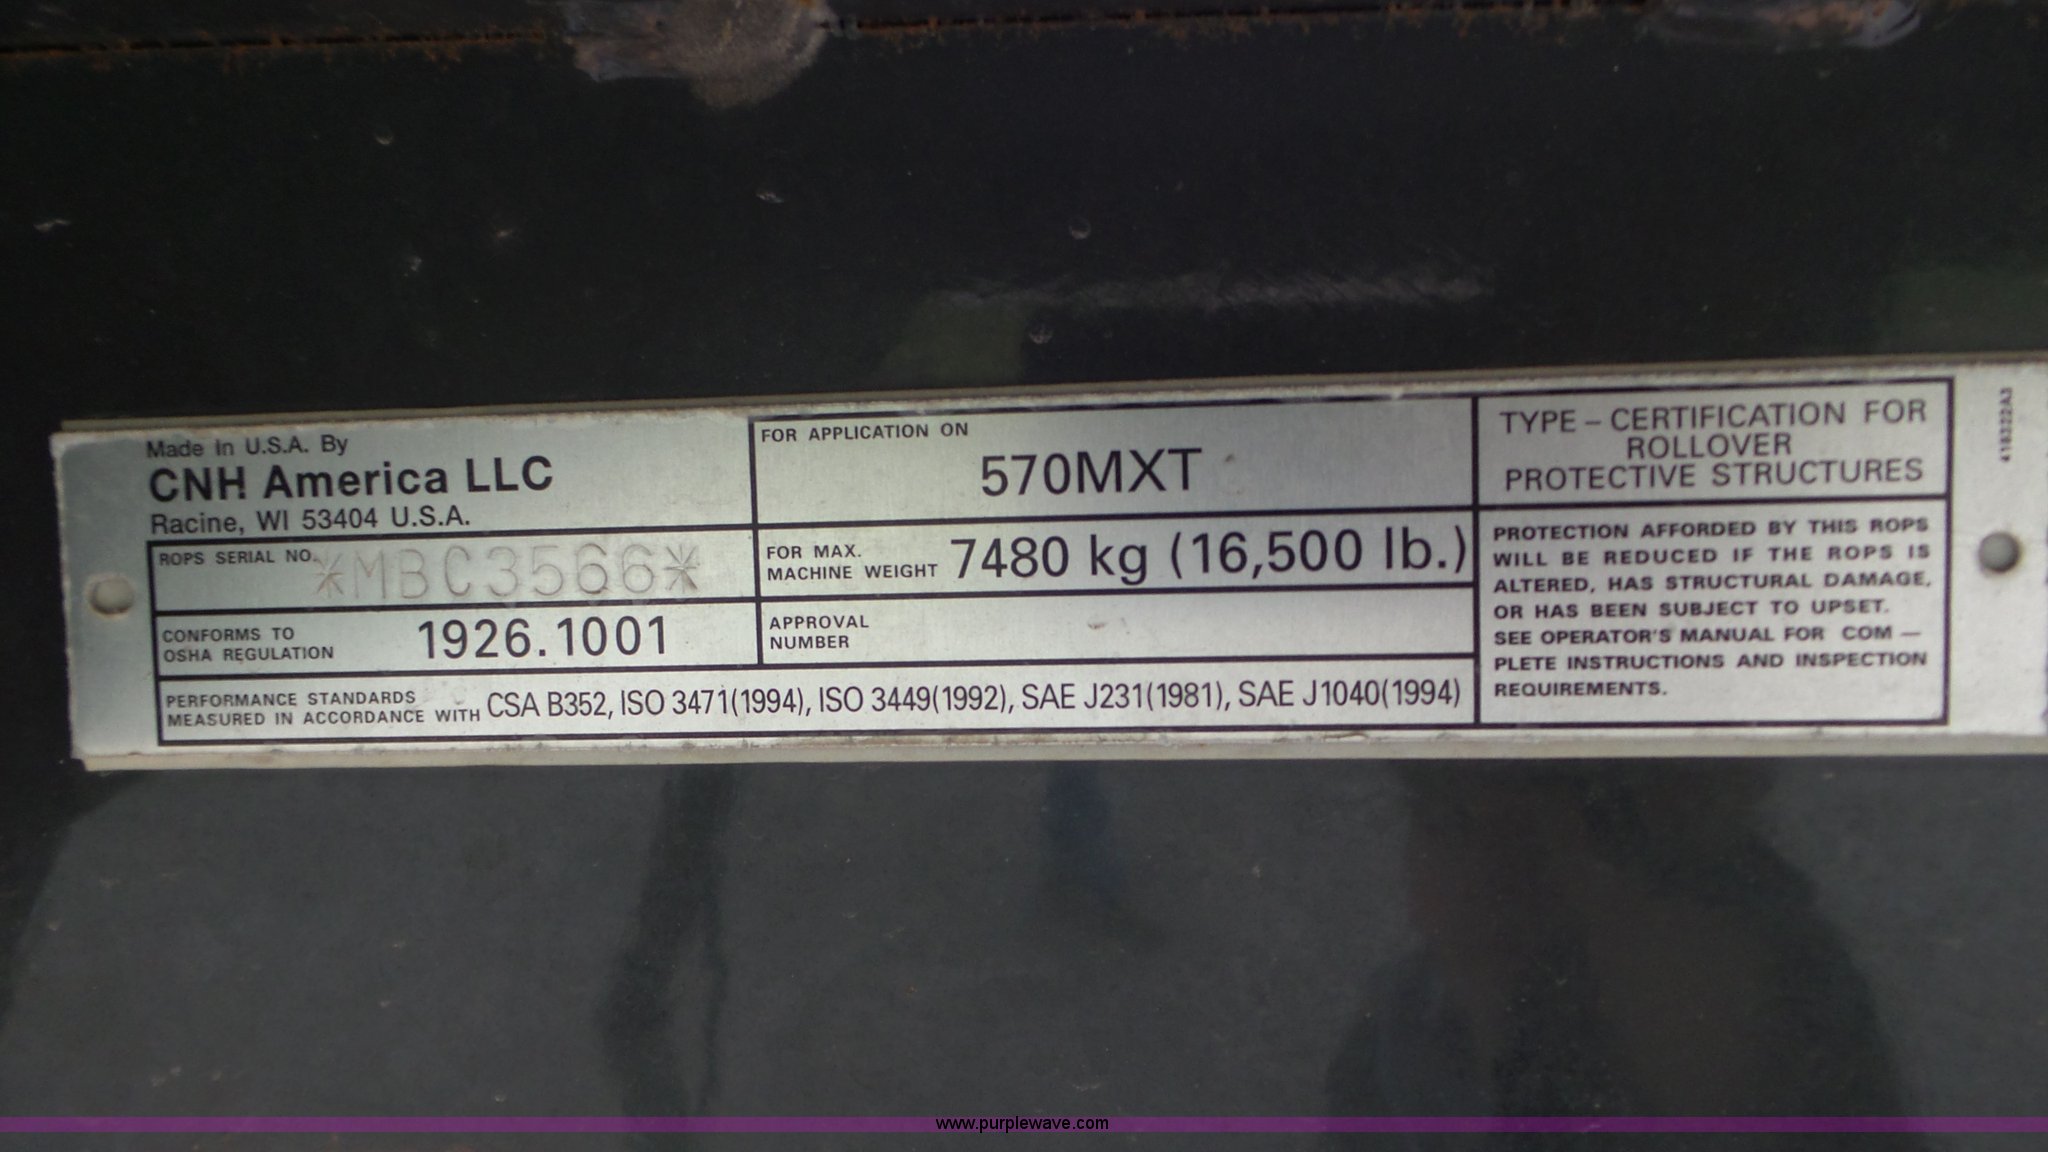 Made In U.S.A. By
CNH America LLC
Racine, WI 53404 U.S.A.
ROPS SERIAL NO. *MBC3566*
CONFORMS TO
OSHA REGULATION 1926.1001
PERFORMANCE STANDARDS
MEASURED IN ACCORDANCE WITH CSA B352, ISO 3471(1994), ISO 3449(1992), SAE J231(1981), SAE J1040(1994)
FOR APPLICATION ON
570MXT
FOR MAX.
MACHINE WEIGHT 7480 kg (16,500 lb.)
APPROVAL
NUMBER
TYPE – CERTIFICATION FOR
ROLLOVER
PROTECTIVE STRUCTURES
PROTECTION AFFORDED BY THIS ROPS
WILL BE REDUCED IF THE ROPS IS
ALTERED, HAS STRUCTURAL DAMAGE,
OR HAS BEEN SUBJECT TO UPSET.
SEE OPERATOR'S MANUAL FOR COM —
PLETE INSTRUCTIONS AND INSPECTION
REQUIREMENTS.
418322A3
www.purplewave.com